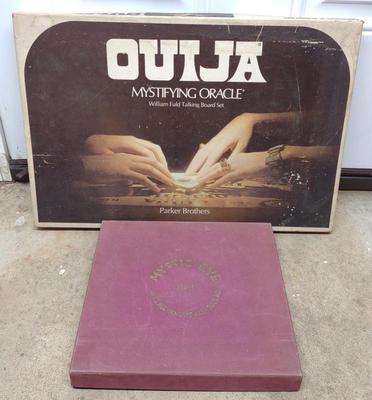 OUIJA
MYSTIFYING ORACLE
William Fuld Talking Board Set
Parker Brothers
MYSTIC EYE